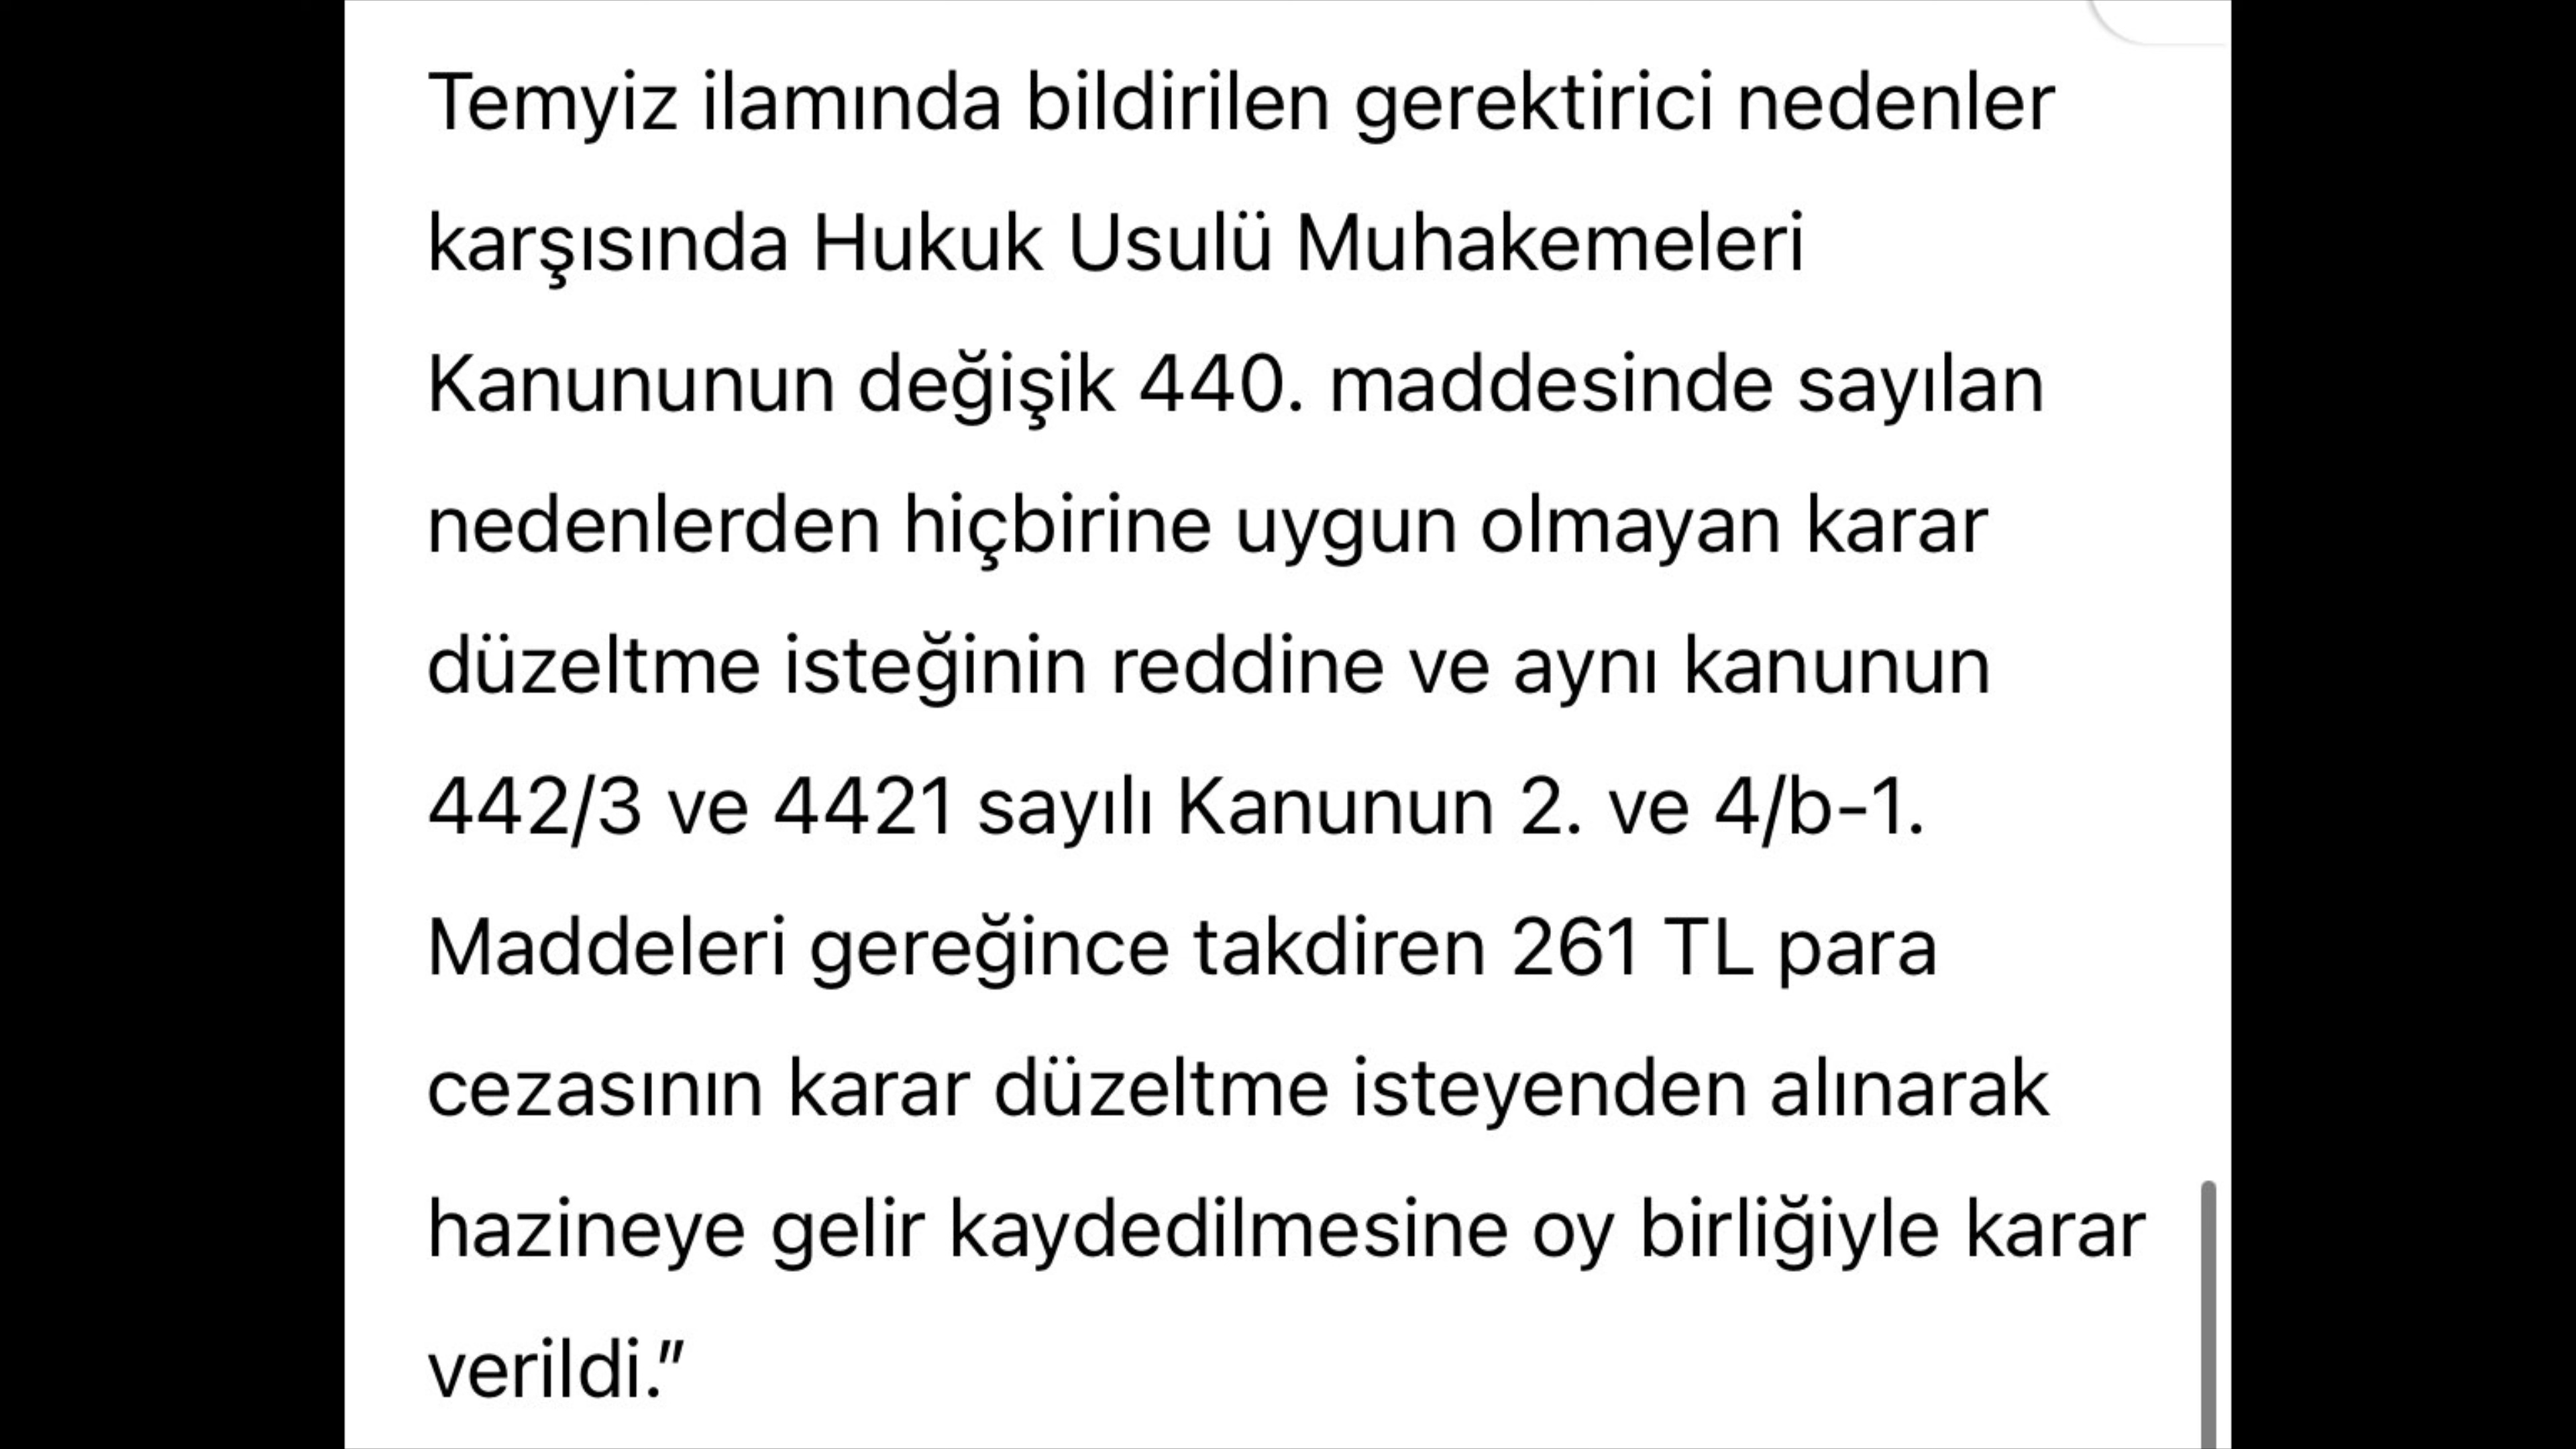 Temyiz ilamında bildirilen gerektirici nedenler
karşısında Hukuk Usulü Muhakemeleri
Kanununun değişik 440. maddesinde sayılan
nedenlerden hiçbirine uygun olmayan karar
düzeltme isteğinin reddine ve aynı kanunun
442/3 ve 4421 sayılı Kanunun 2. ve 4/b-1.
Maddeleri gereğince takdiren 261 TL para
cezasının karar düzeltme isteyenden alınarak
hazineye gelir kaydedilmesine oy birliğiyle karar
verildi.”